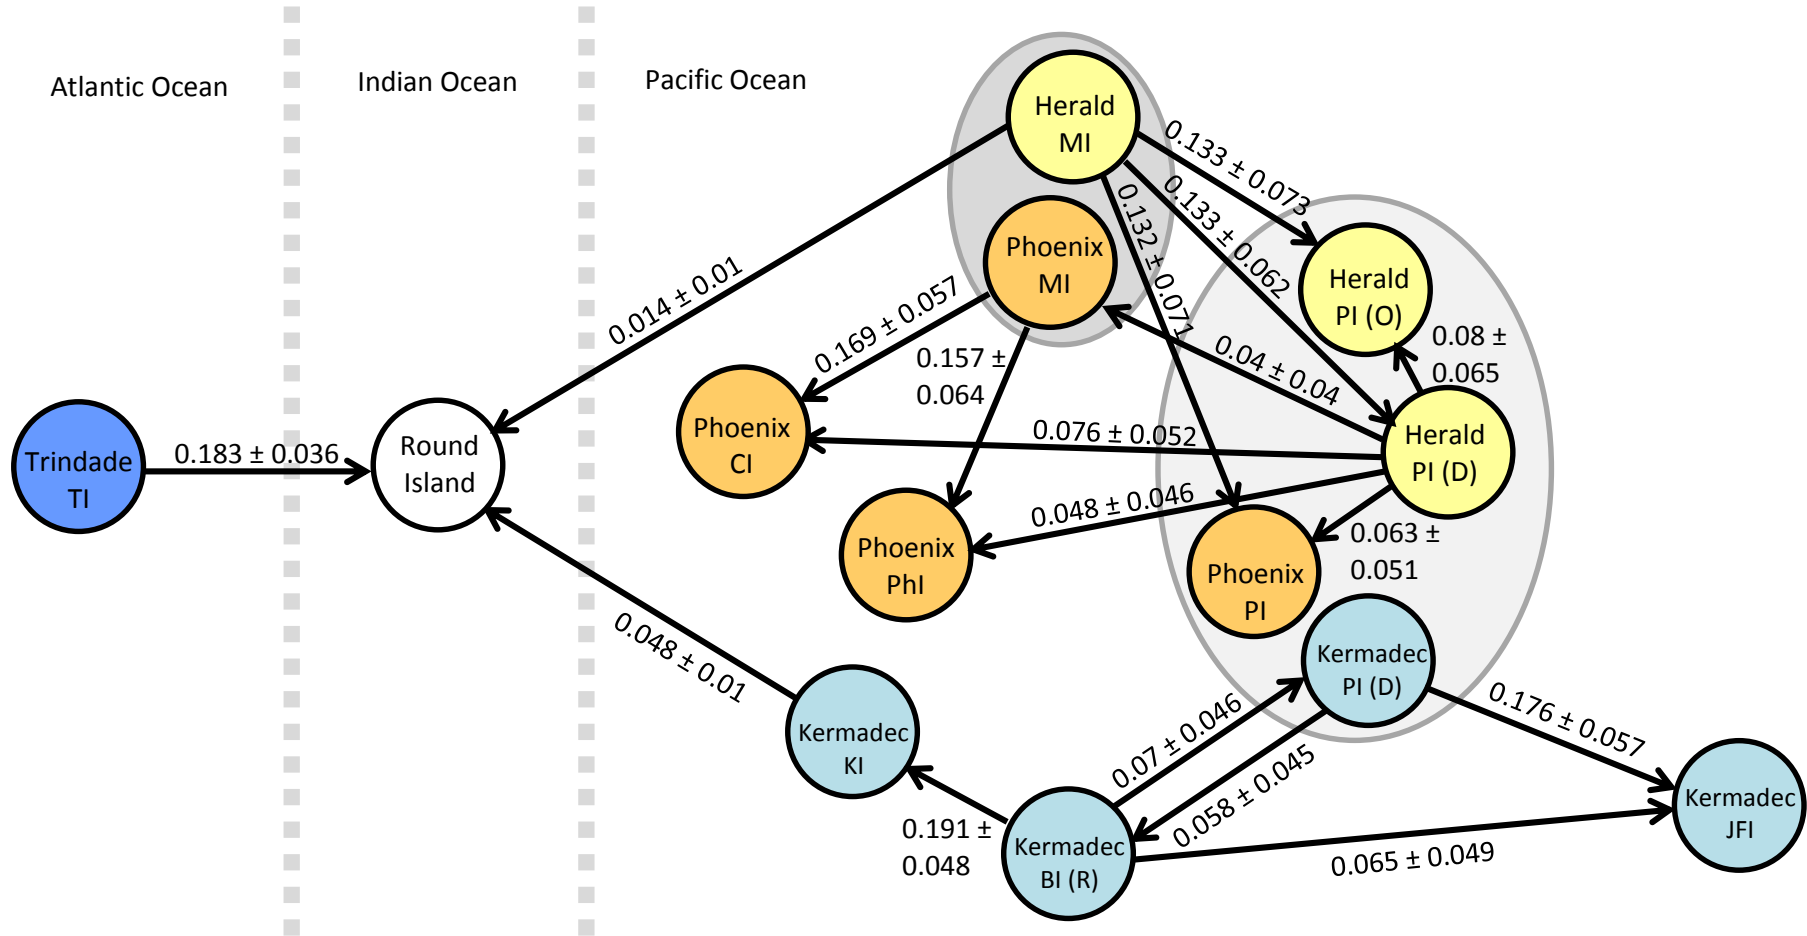 Atlantic Ocean
Indian Ocean
Pacific Ocean
Herald
MI
0.133 ± 0.073
0.133 ± 0.062
0.132 ± 0.071
0.014 ± 0.01
Phoenix
MI
Herald
PI (O)
0.169 ± 0.057
0.157 ±
0.064
0.04 ± 0.04
0.08 ±
0.065
Trindade
TI
0.183 ± 0.036
Round
Island
Phoenix
CI
0.076 ± 0.052
Herald
PI (D)
0.048 ± 0.046
0.063 ±
0.051
Phoenix
PhI
Phoenix
PI
0.048 ± 0.01
Kermadec
PI (D)
Kermadec
KI
0.07 ± 0.046
0.058 ± 0.045
0.176 ± 0.057
0.191 ±
0.048
Kermadec
BI (R)
0.065 ± 0.049
Kermadec
JFI